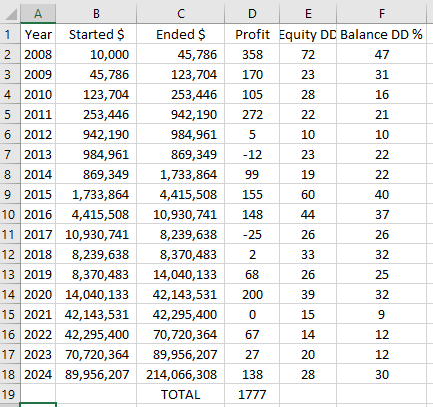 A B C D E F
1 Year Started $ Ended $ Profit Equity DD Balance DD %
2 2008 10,000 45,786 358 72 47
3 2009 45,786 123,704 170 23 31
4 2010 123,704 253,446 105 28 16
5 2011 253,446 942,190 272 22 21
6 2012 942,190 984,961 5 10 10
7 2013 984,961 869,349 -12 23 22
8 2014 869,349 1,733,864 99 19 22
9 2015 1,733,864 4,415,508 155 60 40
10 2016 4,415,508 10,930,741 148 44 37
11 2017 10,930,741 8,239,638 -25 26 26
12 2018 8,239,638 8,370,483 2 33 32
13 2019 8,370,483 14,040,133 68 26 25
14 2020 14,040,133 42,143,531 200 39 32
15 2021 42,143,531 42,295,400 0 15 9
16 2022 42,295,400 70,720,364 67 14 12
17 2023 70,720,364 89,956,207 27 20 12
18 2024 89,956,207 214,066,308 138 28 30
19 TOTAL 1777